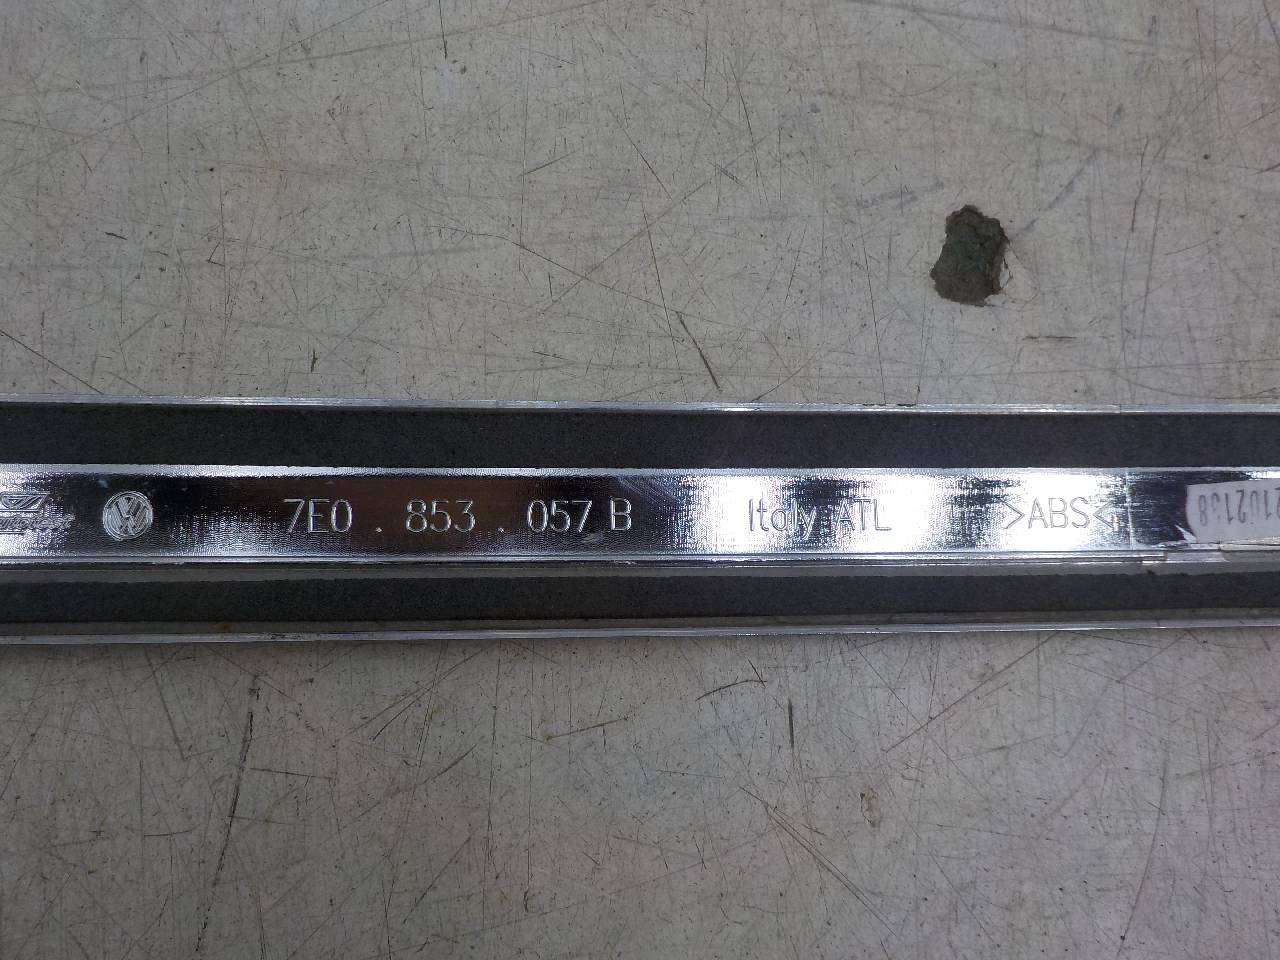 7E0 . 853 . 057 B Italy ATL >ABS<